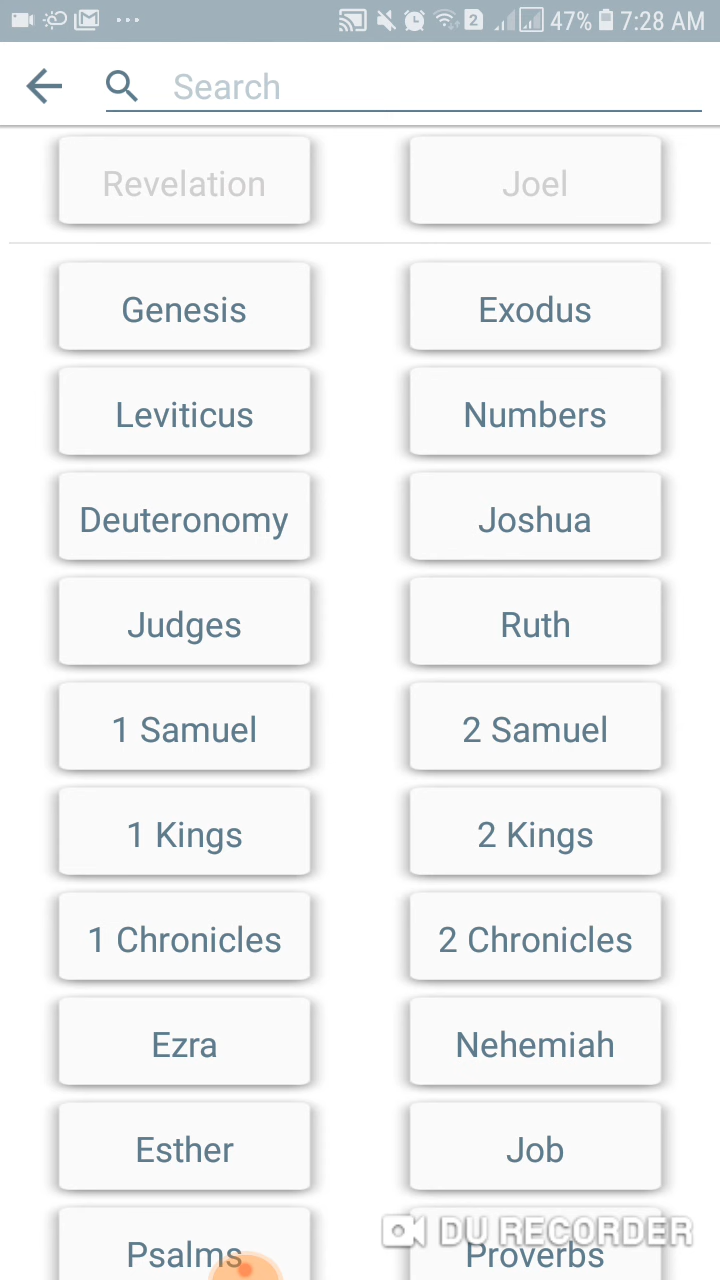 2 47% 7:28 AM
Search
Revelation Joel
Genesis Exodus
Leviticus Numbers
Deuteronomy Joshua
Judges Ruth
1 Samuel 2 Samuel
1 Kings 2 Kings
1 Chronicles 2 Chronicles
Ezra Nehemiah
Esther Job
DU RECORDER
Psalms Proverbs